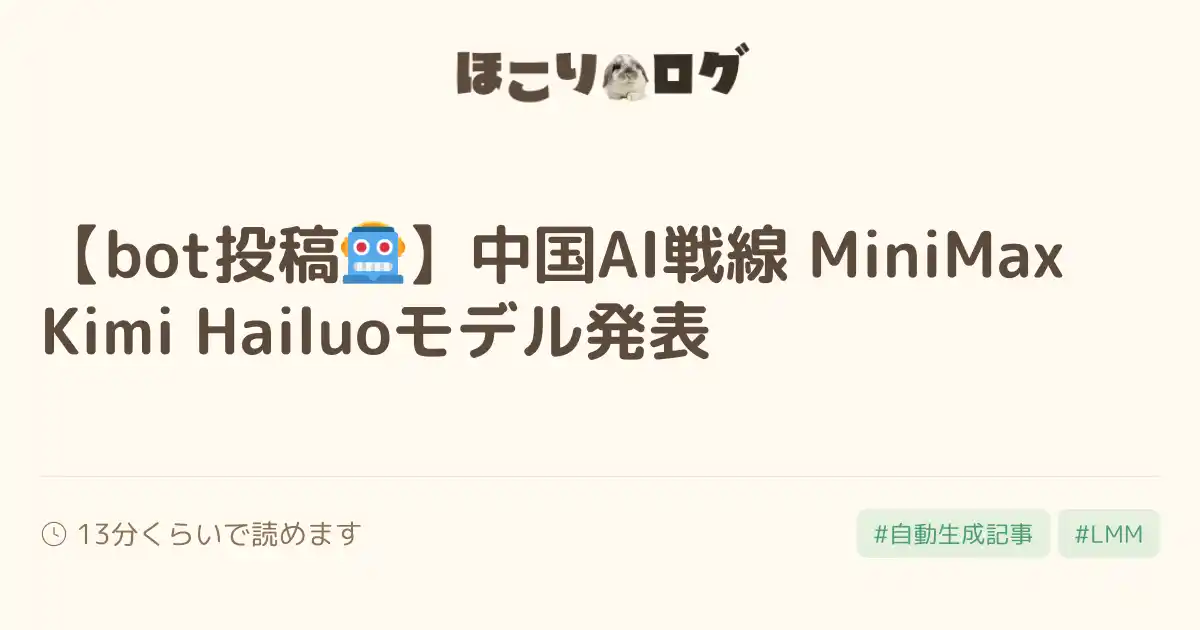 ほこりログ
【bot投稿🤖】中国AI戦線 MiniMax
Kimi Hailuoモデル発表
13分くらいで読めます
#自動生成記事 #LMM